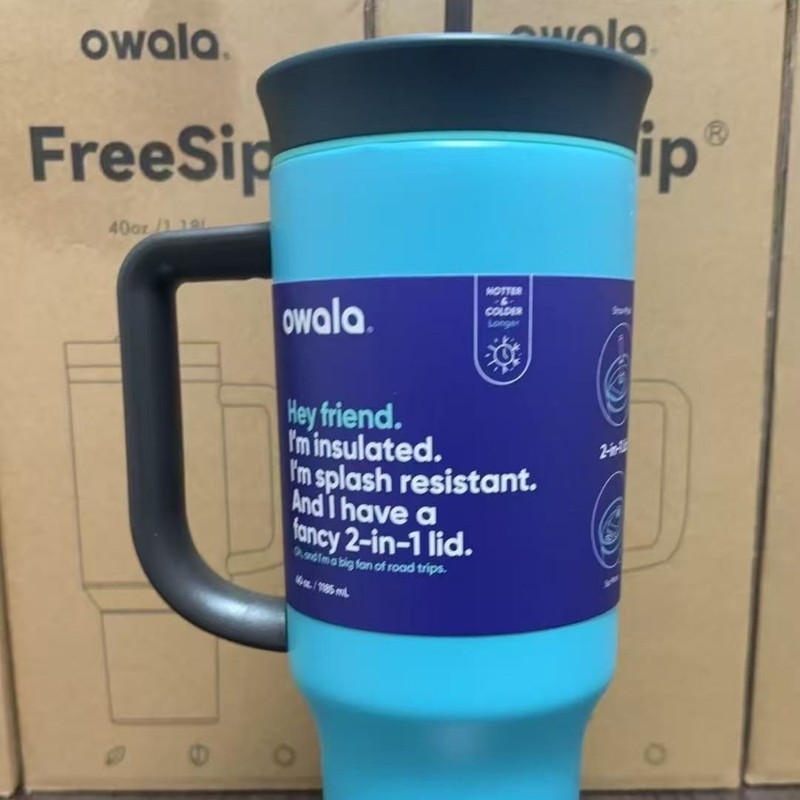 owala.
owala.
FreeSip
ip®
40oz /1.18L
owala.
HOTTER
&
COLDER
Longer
Hey friend.
I'm insulated.
I'm splash resistant.
And I have a
fancy 2-in-1 lid.
Oh, and I'm a big fan of road trips.
40 oz. / 1185 mL
2-in-1 li